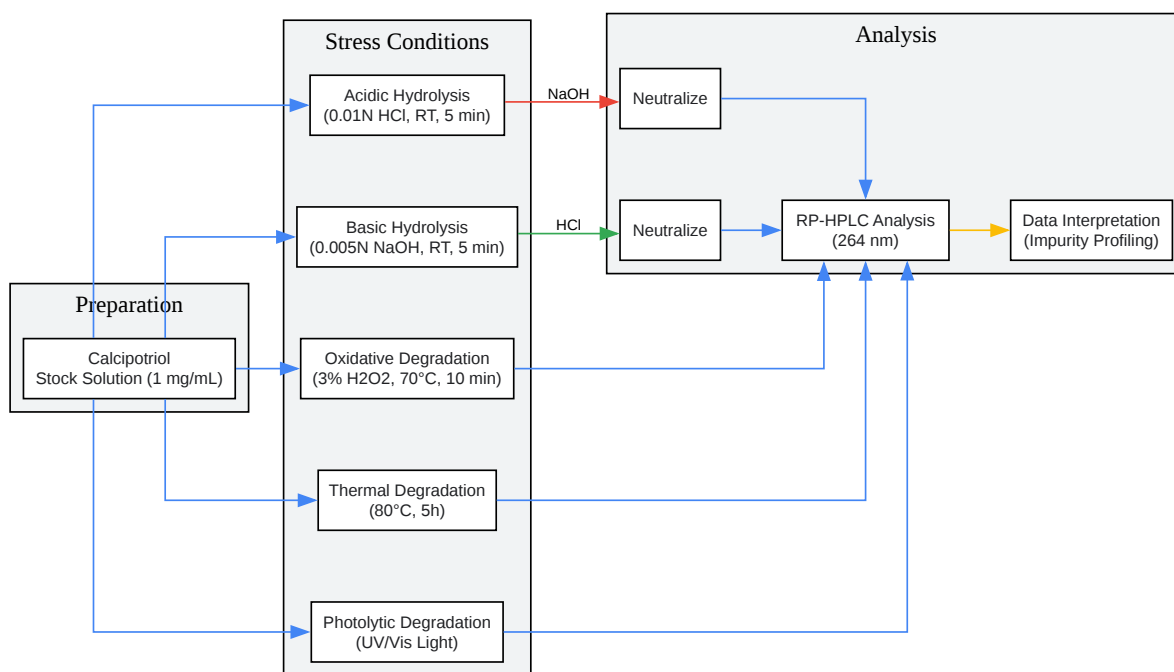 Stress Conditions
Analysis
Acidic Hydrolysis
(0.01N HCl, RT, 5 min)
NaOH
Neutralize
Basic Hydrolysis
(0.005N NaOH, RT, 5 min)
HCl
Neutralize
RP-HPLC Analysis
(264 nm)
Data Interpretation
(Impurity Profiling)
Preparation
Calcipotriol
Stock Solution (1 mg/mL)
Oxidative Degradation
(3% H2O2, 70°C, 10 min)
Thermal Degradation
(80°C, 5h)
Photolytic Degradation
(UV/Vis Light)